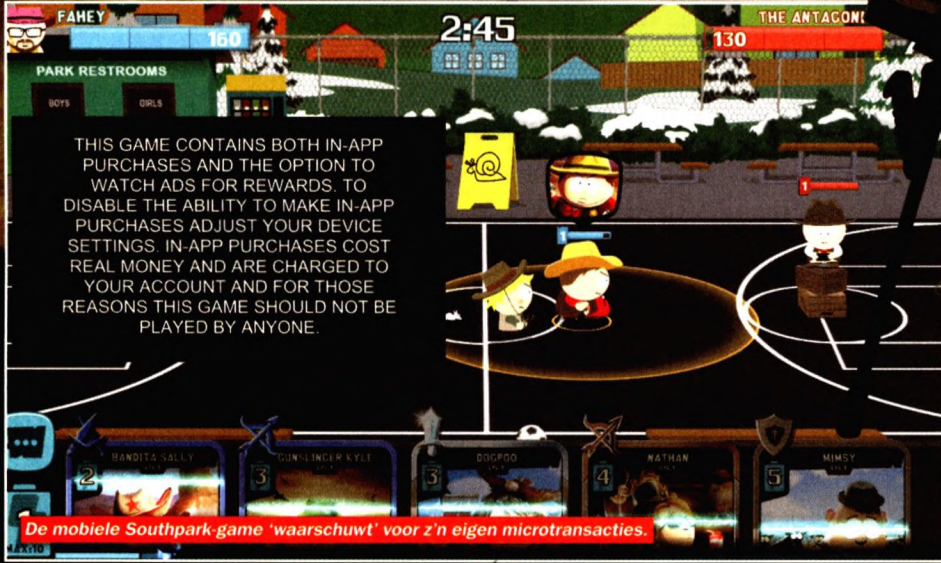 FAHEY
160
2:45
THE ANTAGON
130
PARK RESTROOMS
BOYS
GIRLS
THIS GAME CONTAINS BOTH IN-APP
PURCHASES AND THE OPTION TO
WATCH ADS FOR REWARDS. TO
DISABLE THE ABILITY TO MAKE IN-APP
PURCHASES ADJUST YOUR DEVICE
SETTINGS. IN-APP PURCHASES COST
REAL MONEY AND ARE CHARGED TO
YOUR ACCOUNT AND FOR THOSE
REASONS THIS GAME SHOULD NOT BE
PLAYED BY ANYONE.
1
1
BANDITA SALLY
GUNSLINGER KYLE
DOGPOO
NATHAN
MIMSY
2
3
3
4
5
De mobiele Southpark-game ‘waarschuwt’ voor z’n eigen microtransacties.
MAX:10